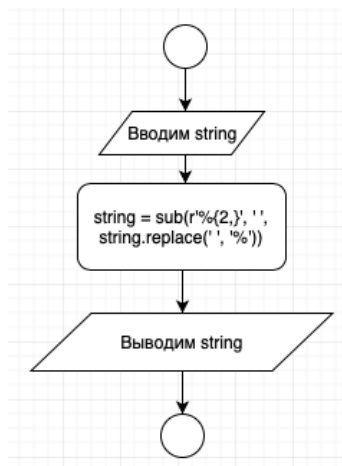 Вводим string
string = sub(r'%{2,}', ' ',
string.replace(' ', '%'))
Выводим string